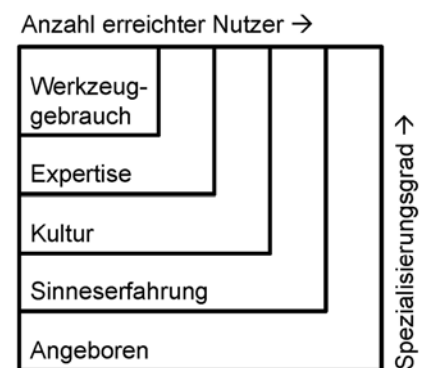 Anzahl erreichter Nutzer →
Werkzeug-
gebrauch
Expertise
Kultur
Sinneserfahrung
Angeboren
Spezialisierungsgrad →